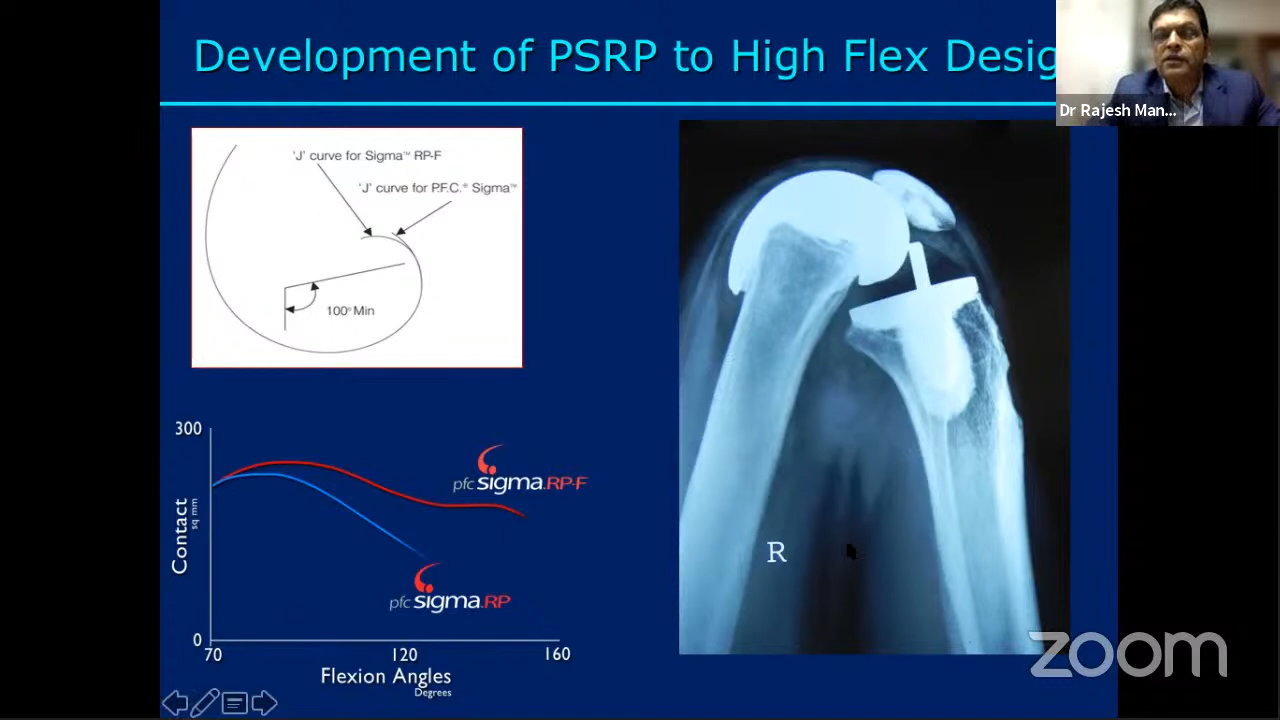 Development of PSRP to High Flex Desig
Dr Rajesh Man...
'J' curve for Sigma™ RP-F
'J' curve for P.F.C.® Sigma™
100° Min
300
Contact
sq mm
0
70
120
160
Flexion Angles
Degrees
pfc sigma.RP-F
pfc sigma.RP
R
zoom